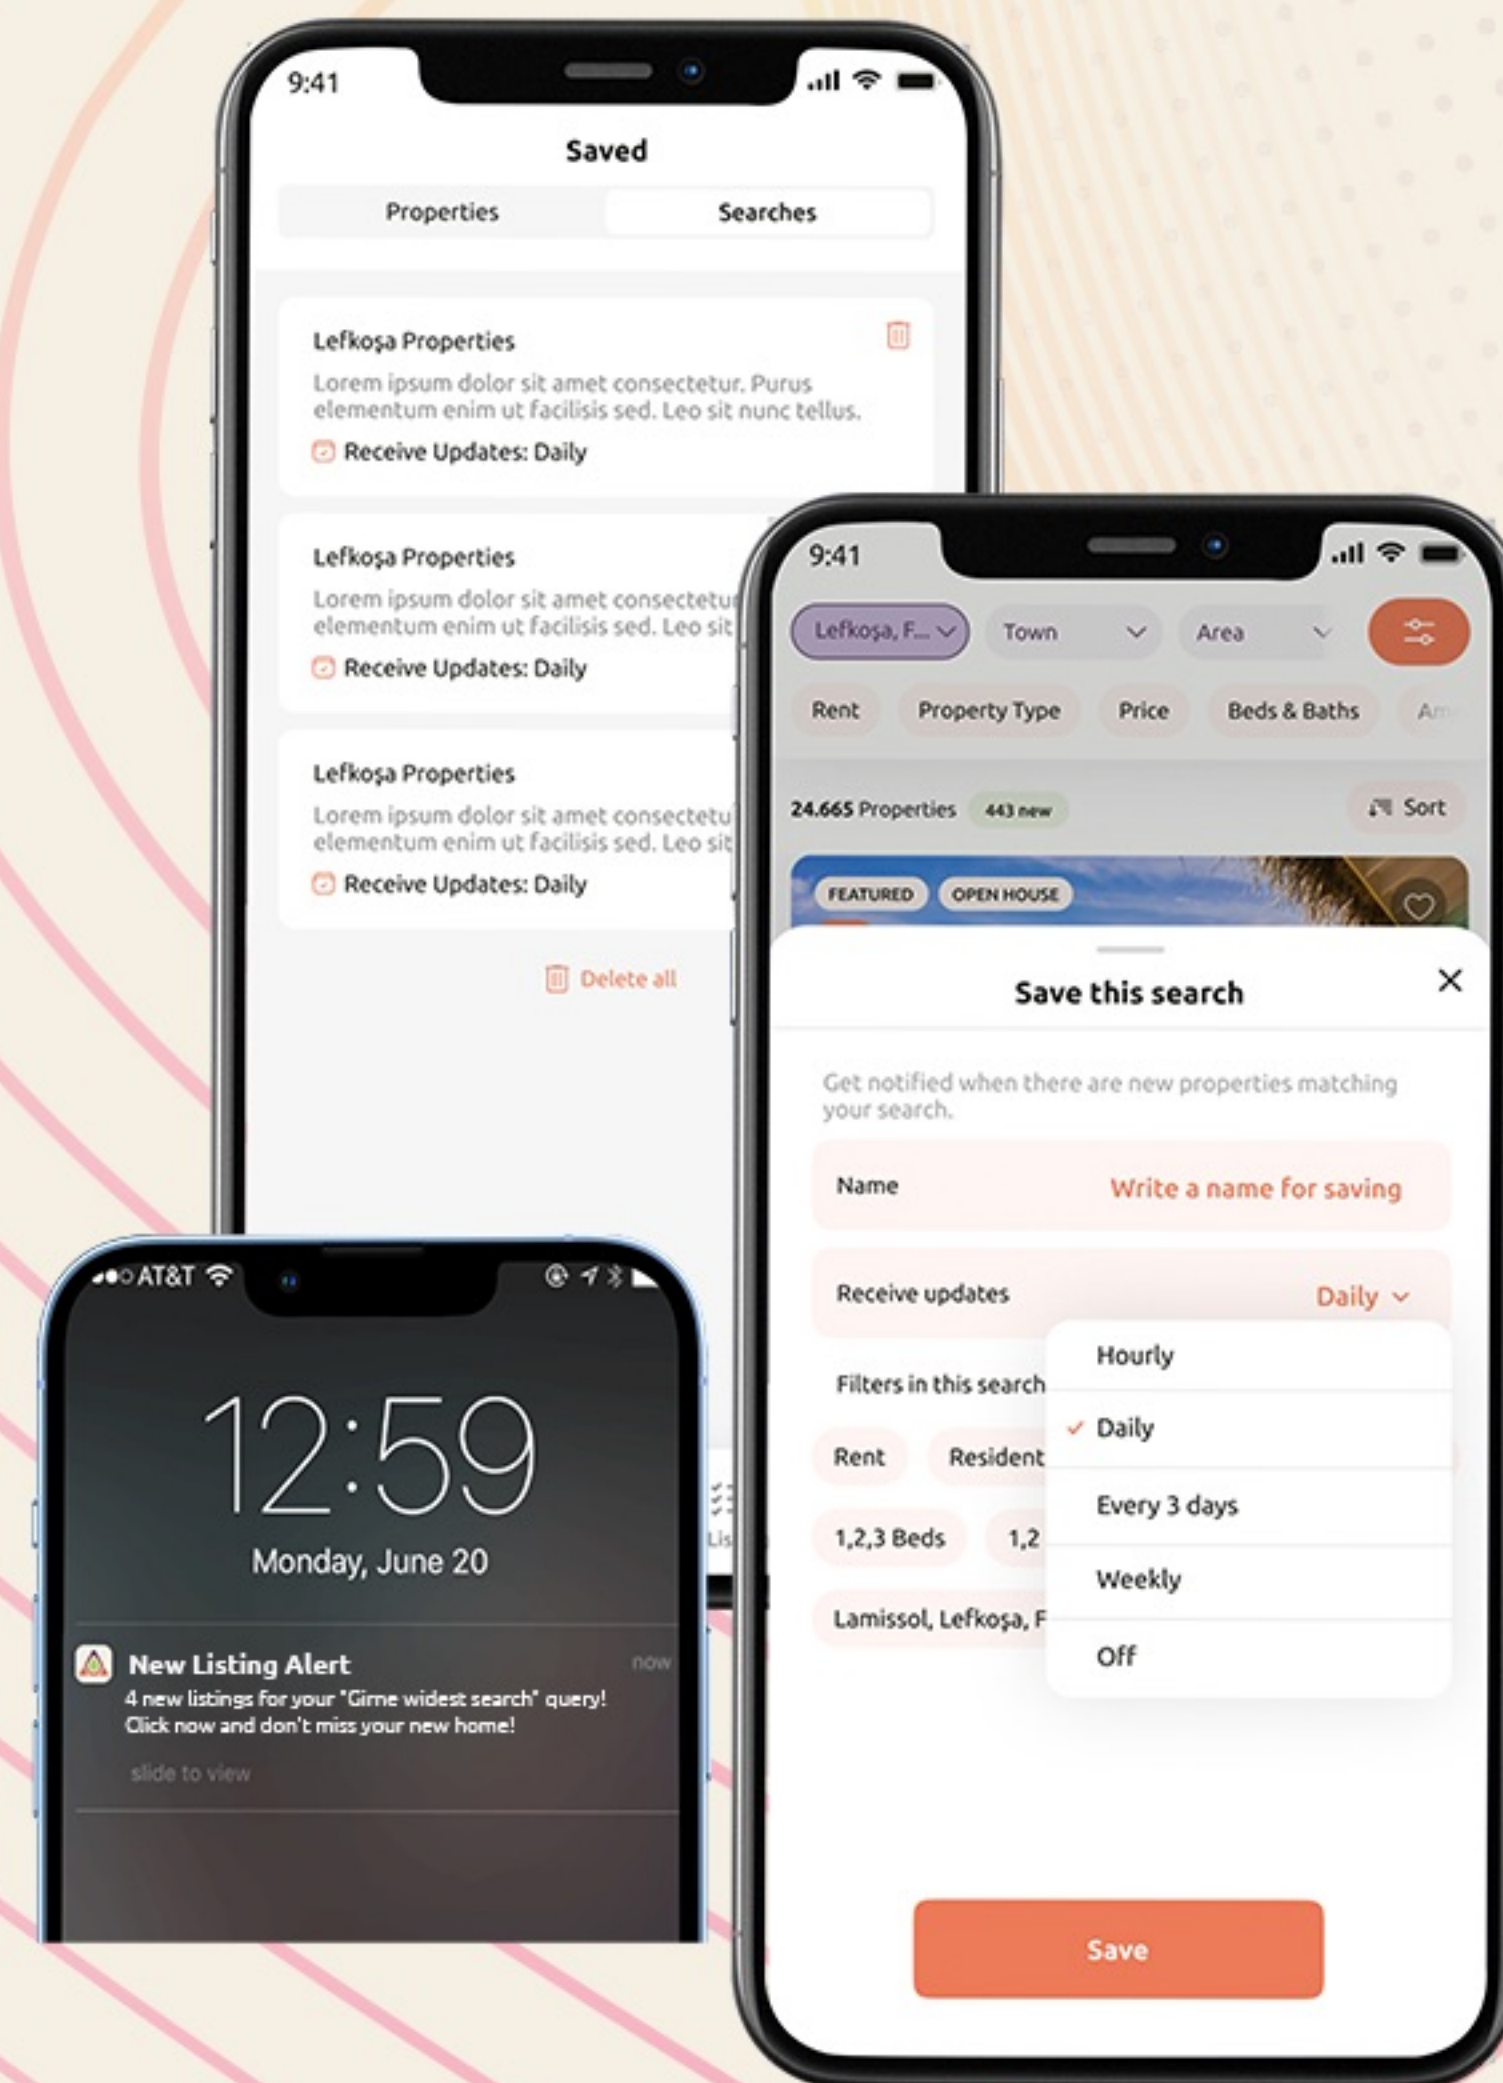 9:41
Saved
Properties Searches
Lefkoşa Properties
Lorem ipsum dolor sit amet consectetur. Purus
elementum enim ut facilisis sed. Leo sit nunc tellus.
Receive Updates: Daily
Lefkoşa Properties
Lorem ipsum dolor sit amet consectetu
elementum enim ut facilisis sed. Leo sit
Receive Updates: Daily
Lefkoşa Properties
Lorem ipsum dolor sit amet consectetu
elementum enim ut facilisis sed. Leo sit
Receive Updates: Daily
Delete all
Lis
9:41
Lefkoşa, F... Town Area
Rent Property Type Price Beds & Baths Am
24.665 Properties 443 new Sort
FEATURED OPEN HOUSE
Save this search
Get notified when there are new properties matching
your search.
Name Write a name for saving
Receive updates Daily
Hourly
Daily
Every 3 days
Weekly
Off
Filters in this search
Rent Resident
1,2,3 Beds 1,2
Lamissol, Lefkoşa, F
Save
AT&T
12:59
Monday, June 20
New Listing Alert now
4 new listings for your "Girne widest search" query!
Click now and don't miss your new home!
slide to view